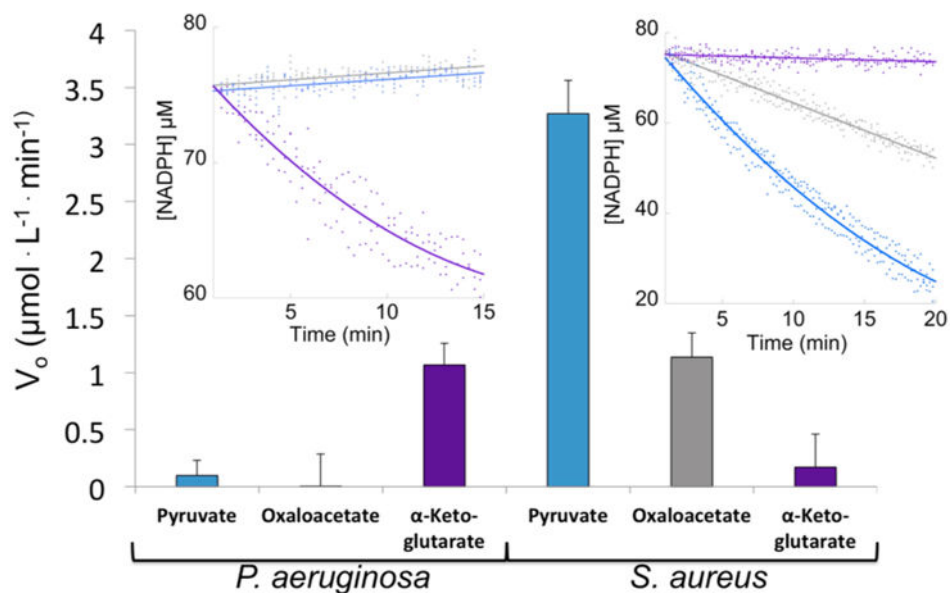 V₀ (μmol · L⁻¹ · min⁻¹)
4
3.5
3
2.5
2
1.5
1
0.5
0
80
70
60
[NADPH] μM
5
10
15
Time (min)
80
60
40
20
[NADPH] μM
5
10
15
20
Time (min)
Pyruvate
Oxaloacetate
α-Keto-
glutarate
Pyruvate
Oxaloacetate
α-Keto-
glutarate
P. aeruginosa
S. aureus